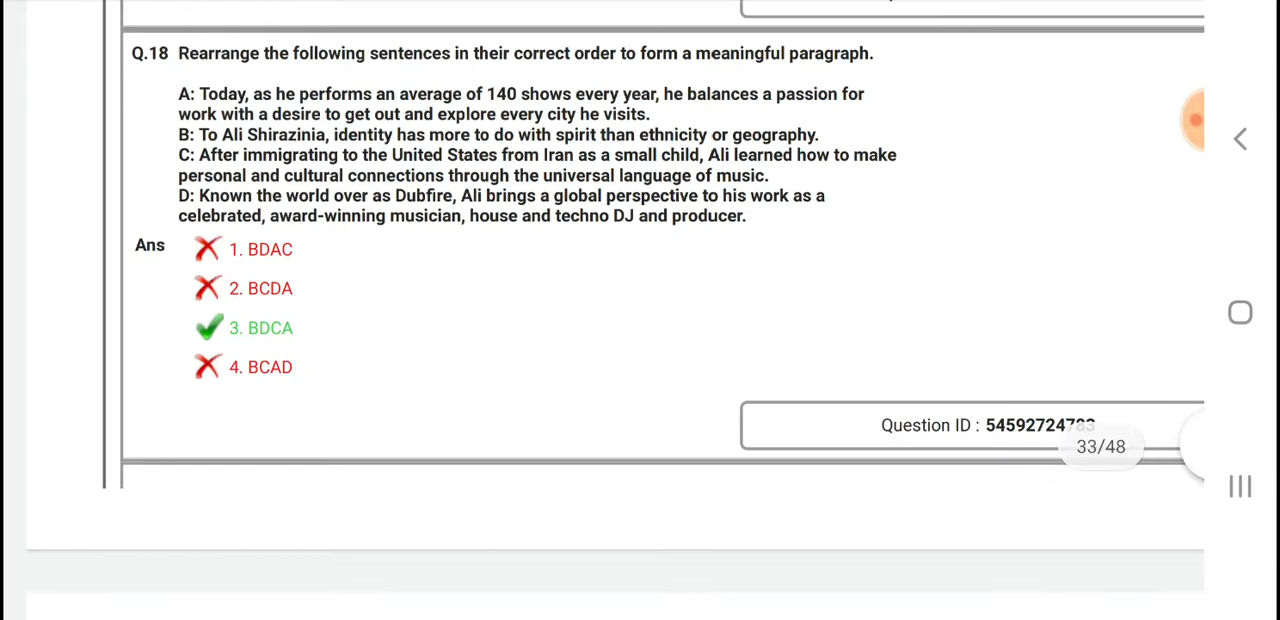 Q.18 Rearrange the following sentences in their correct order to form a meaningful paragraph.
A: Today, as he performs an average of 140 shows every year, he balances a passion for
work with a desire to get out and explore every city he visits.
B: To Ali Shirazinia, identity has more to do with spirit than ethnicity or geography.
C: After immigrating to the United States from Iran as a small child, Ali learned how to make
personal and cultural connections through the universal language of music.
D: Known the world over as Dubfire, Ali brings a global perspective to his work as a
celebrated, award-winning musician, house and techno DJ and producer.
Ans 1. BDAC
2. BCDA
3. BDCA
4. BCAD
Question ID :
33/48